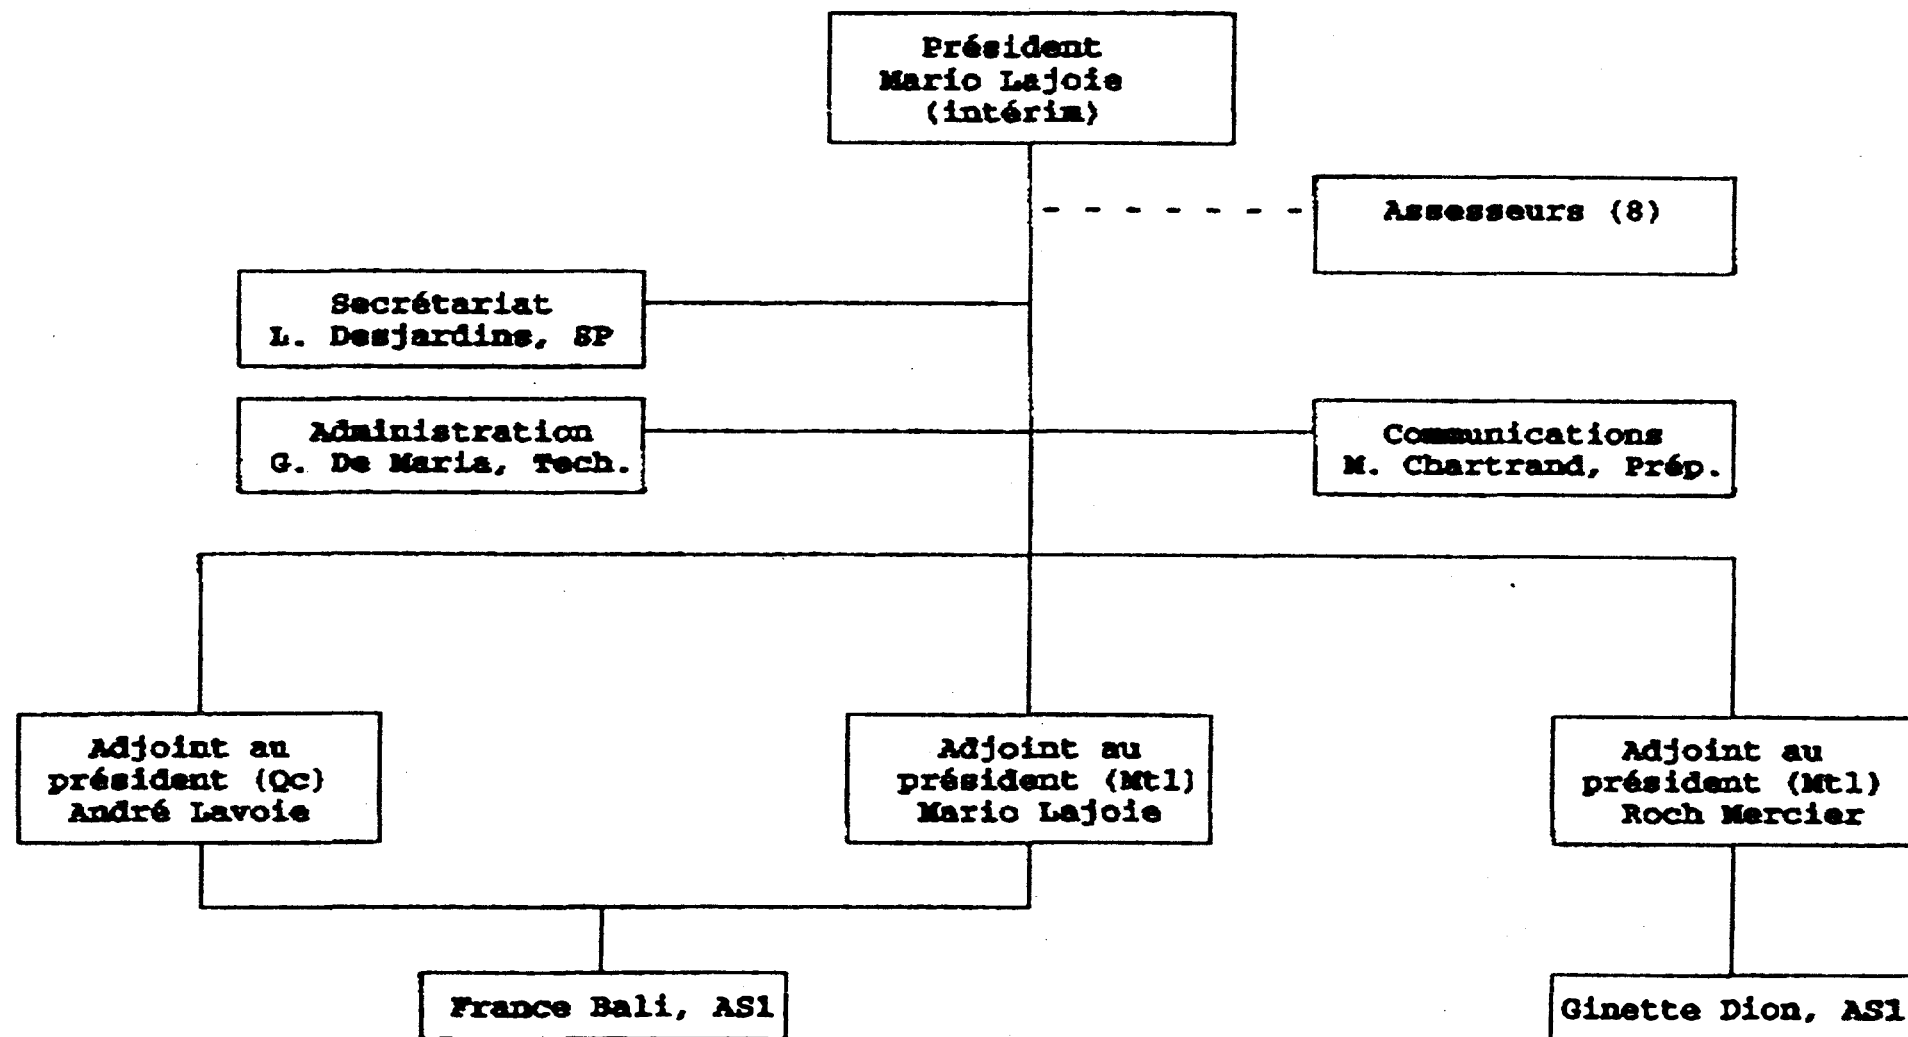 Président
Mario Lajoie
(intérim)
Assesseurs (8)
Secrétariat
L. Desjardins, SP
Administration
G. De Maria, Tech.
Communications
M. Chartrand, Prép.
Adjoint au
président (Qc)
André Lavoie
Adjoint au
président (Mtl)
Mario Lajoie
Adjoint au
président (Mtl)
Roch Mercier
France Bali, AS1
Ginette Dion, AS1